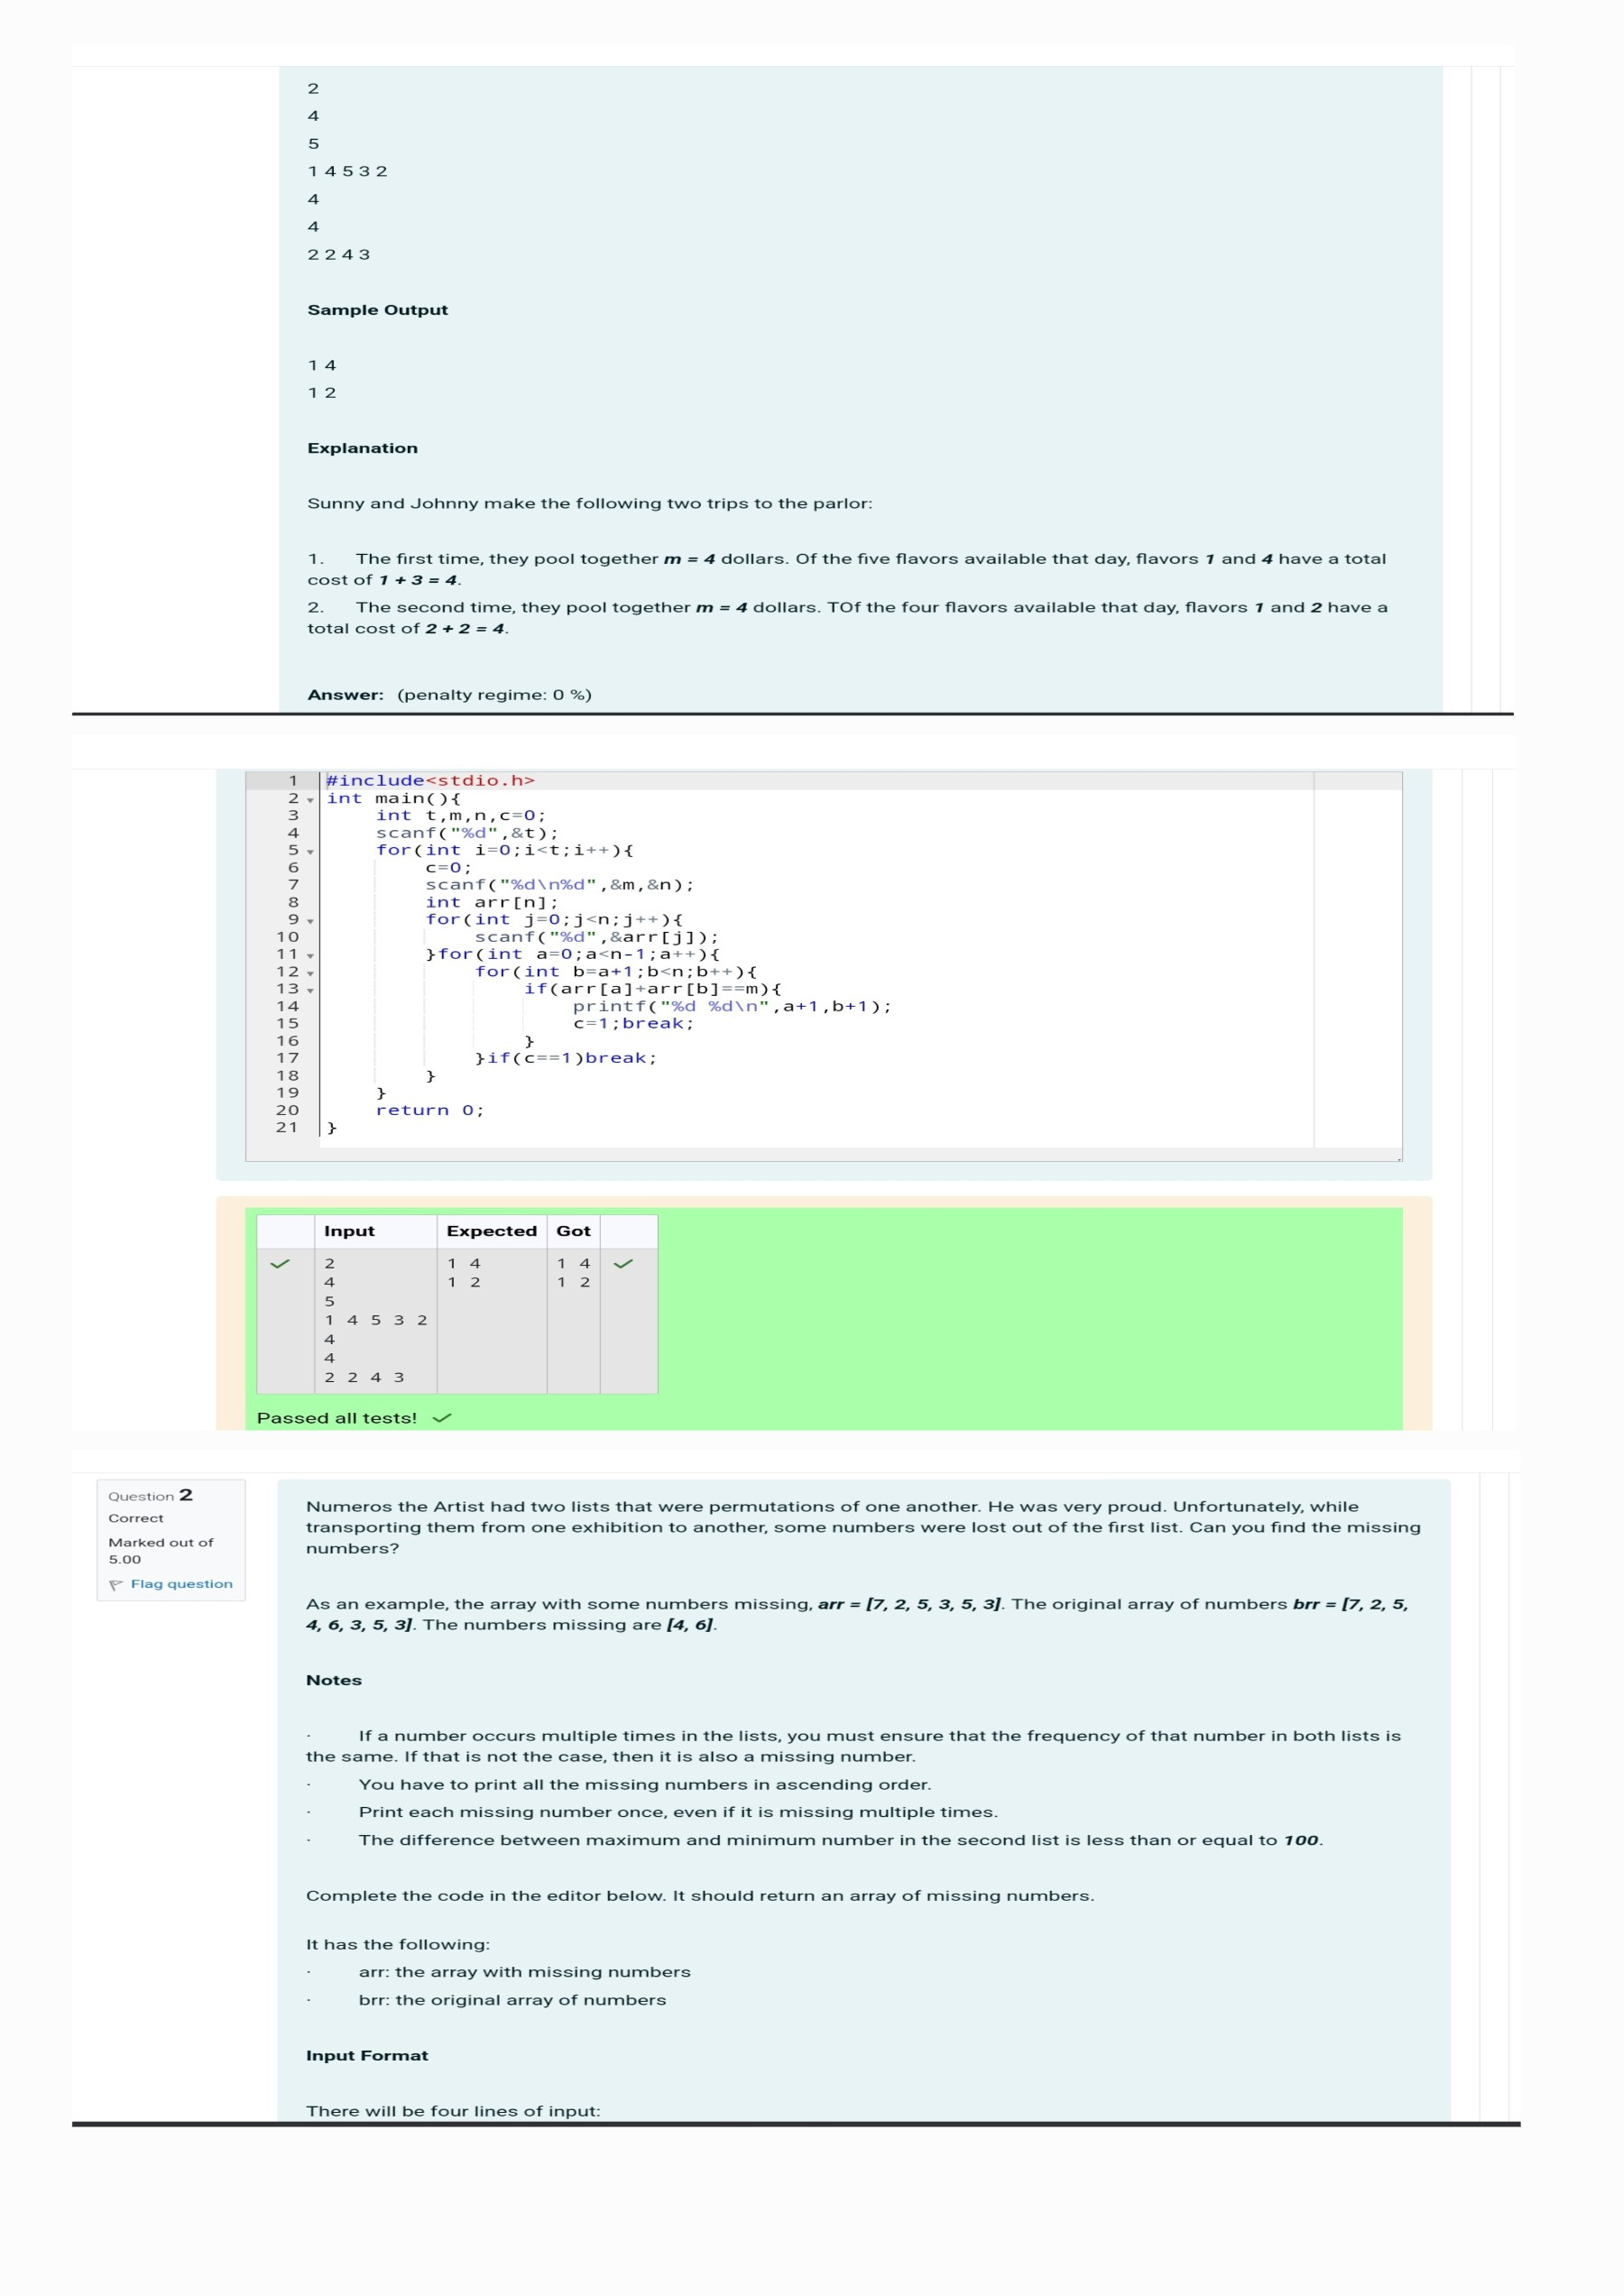 2
4
5
1 4 5 3 2
4
4
2 2 4 3
Sample Output
1 4
1 2
Explanation
Sunny and Johnny make the following two trips to the parlor:
1. The first time, they pool together m = 4 dollars. Of the five flavors available that day, flavors 1 and 4 have a total
cost of 1 + 3 = 4.
2. The second time, they pool together m = 4 dollars. TOf the four flavors available that day, flavors 1 and 2 have a
total cost of 2 + 2 = 4.
Answer: (penalty regime: 0 %)
1 #include<stdio.h>
2 int main(){
3     int t,m,n,c=0;
4     scanf("%d",&t);
5     for(int i=0;i<t;i++){
6         c=0;
7         scanf("%d\n%d",&m,&n);
8         int arr[n];
9         for(int j=0;j<n;j++){
10             scanf("%d",&arr[j]);
11         }for(int a=0;a<n-1;a++){
12             for(int b=a+1;b<n;b++){
13                 if(arr[a]+arr[b]==m){
14                     printf("%d %d\n",a+1,b+1);
15                     c=1;break;
16                 }
17             }if(c==1)break;
18         }
19     }
20     return 0;
21 }
Input Expected Got
2 1 4 1 4
4 1 2 1 2
5
1 4 5 3 2
4
4
2 2 4 3
Passed all tests!
Question 2
Correct
Marked out of
5.00
Flag question
Numeros the Artist had two lists that were permutations of one another. He was very proud. Unfortunately, while
transporting them from one exhibition to another, some numbers were lost out of the first list. Can you find the missing
numbers?
As an example, the array with some numbers missing, arr = [7, 2, 5, 3, 5, 3]. The original array of numbers brr = [7, 2, 5,
4, 6, 3, 5, 3]. The numbers missing are [4, 6].
Notes
· If a number occurs multiple times in the lists, you must ensure that the frequency of that number in both lists is
the same. If that is not the case, then it is also a missing number.
· You have to print all the missing numbers in ascending order.
· Print each missing number once, even if it is missing multiple times.
· The difference between maximum and minimum number in the second list is less than or equal to 100.
Complete the code in the editor below. It should return an array of missing numbers.
It has the following:
· arr: the array with missing numbers
· brr: the original array of numbers
Input Format
There will be four lines of input: